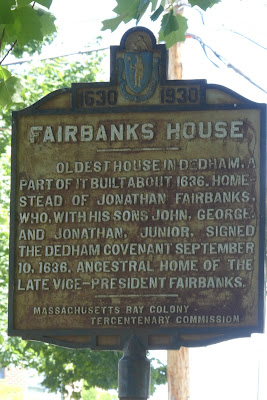 1630 1930
FAIRBANKS HOUSE
OLDEST HOUSE IN DEDHAM, A
PART OF IT BUILT ABOUT 1636. HOME-
STEAD OF JONATHAN FAIRBANKS,
WHO, WITH HIS SONS JOHN, GEORGE,
AND JONATHAN, JUNIOR, SIGNED
THE DEDHAM COVENANT SEPTEMBER
10, 1636. ANCESTRAL HOME OF THE
LATE VICE-PRESIDENT FAIRBANKS.
MASSACHUSETTS BAY COLONY
TERCENTENARY COMMISSION